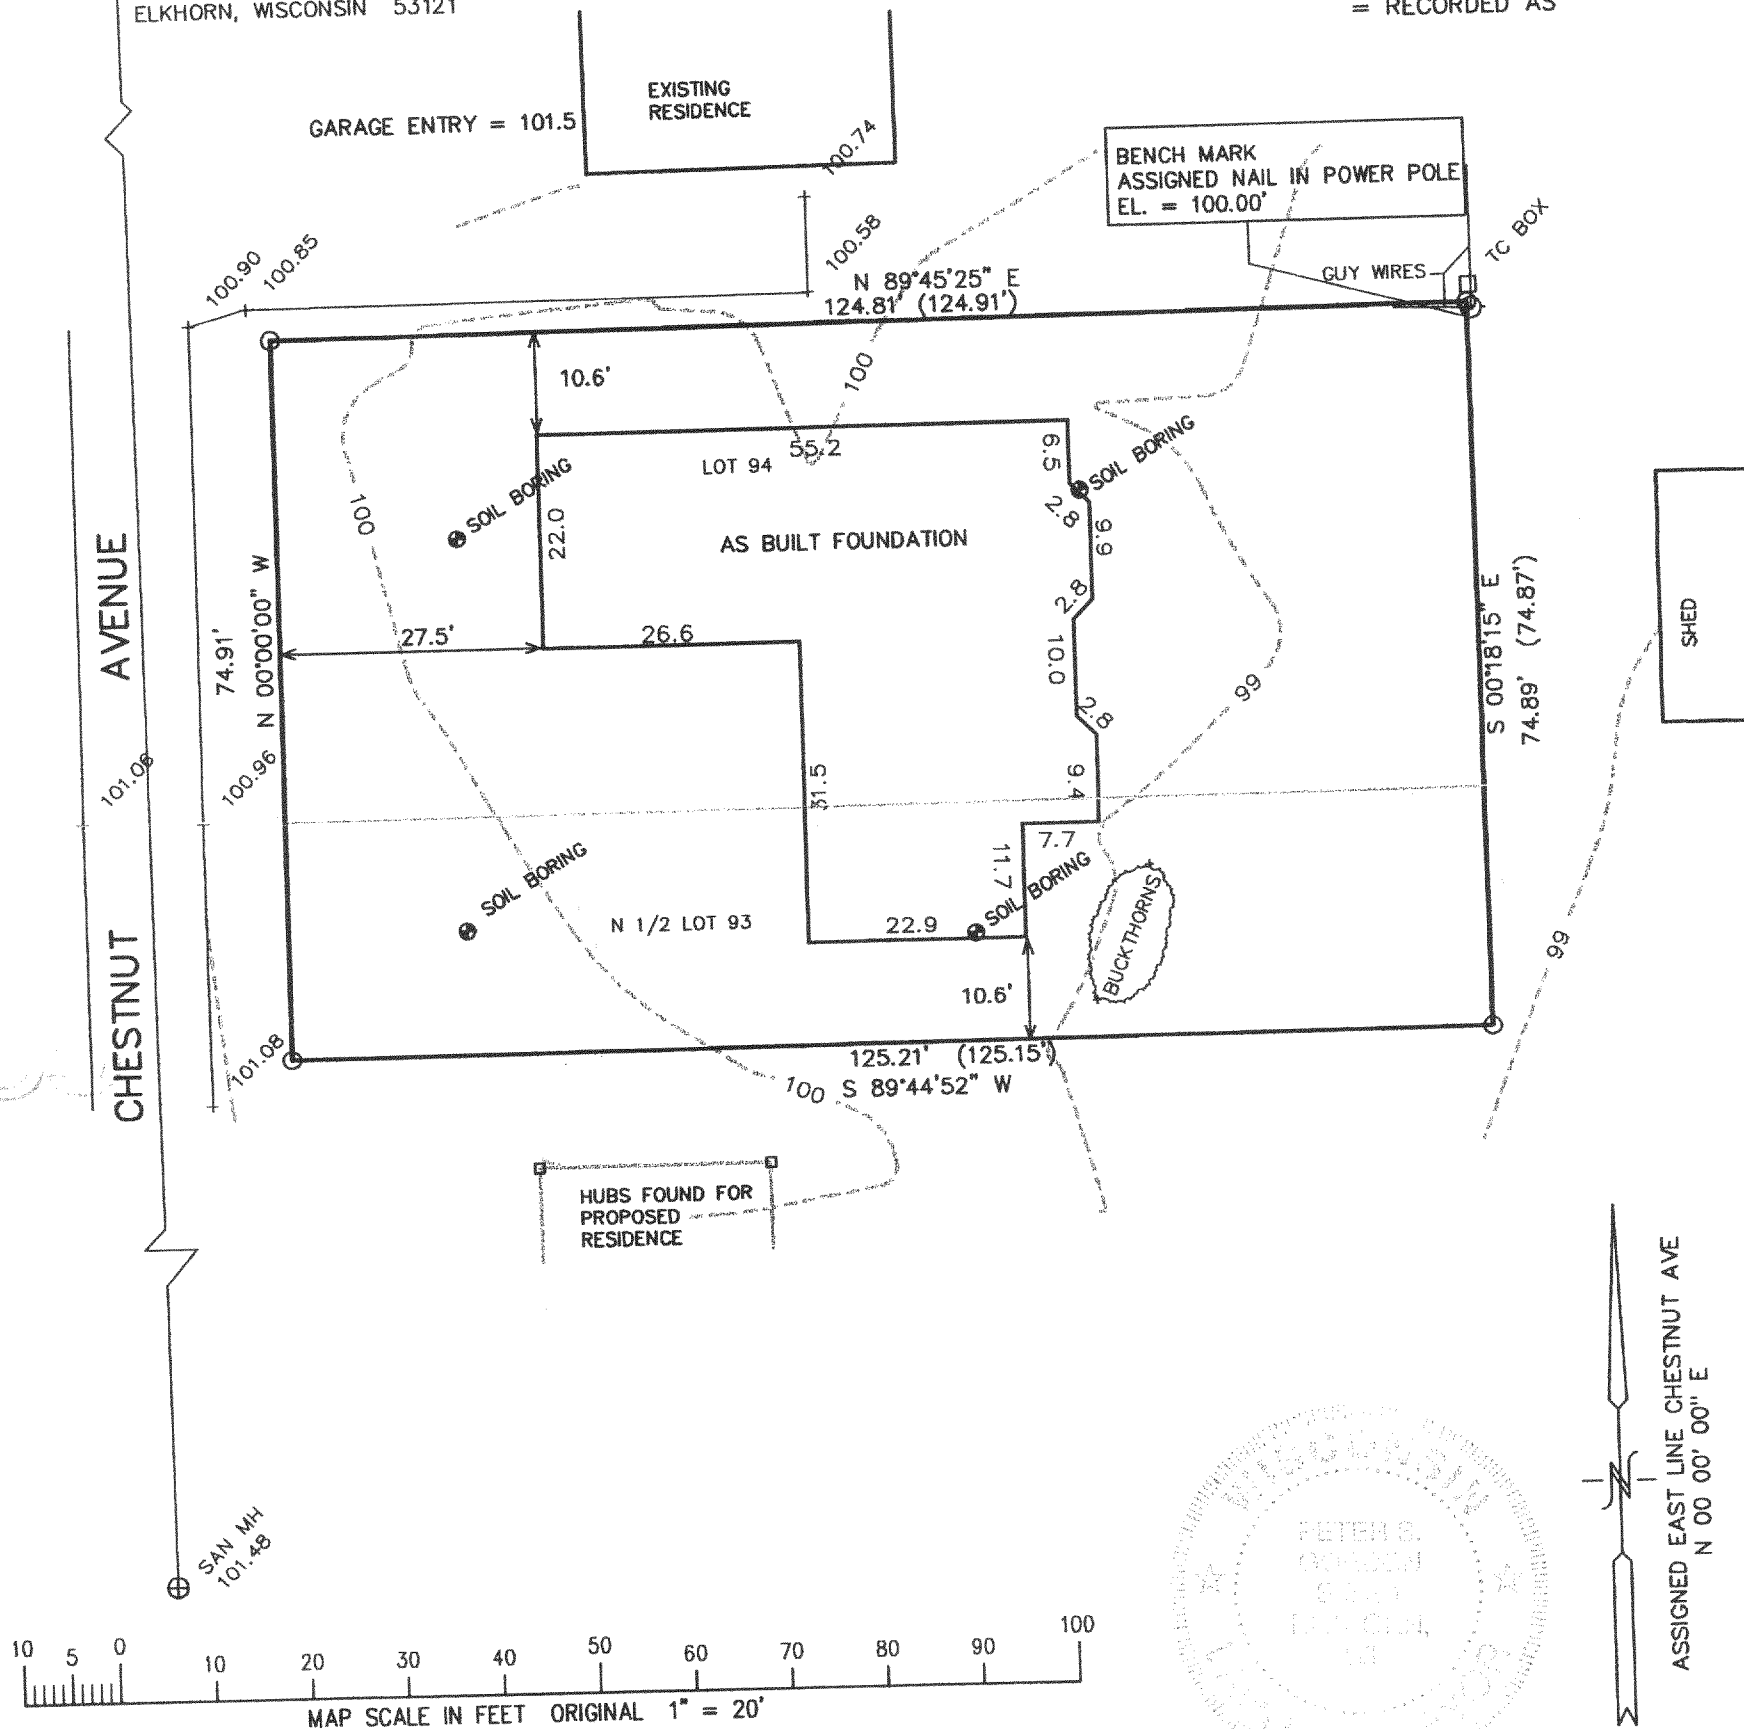 ELKHORN, WISCONSIN 53121
= RECORDED AS
EXISTING
RESIDENCE
GARAGE ENTRY = 101.5
100.74
BENCH MARK
ASSIGNED NAIL IN POWER POLE
EL. = 100.00'
TC BOX
GUY WIRES
100.90
100.85
100.58
N 89°45'25" E
124.81' (124.91')
10.6'
100
55.2
LOT 94
6.5
SOIL BORING
SOIL BORING
2.8
100
22.0
9.9
AS BUILT FOUNDATION
2.8
27.5'
26.6
10.0
99
2.8
CHESTNUT AVENUE
74.91'
N 00°00'00" W
101.06
100.96
S 00°18'15" E
74.89' (74.87')
SHED
31.5
9.4
7.7
11.7
SOIL BORING
SOIL BORING
N 1/2 LOT 93
22.9
BUCKTHORNS
99
10.6'
101.08
125.21' (125.15')
100
S 89°44'52" W
HUBS FOUND FOR
PROPOSED
RESIDENCE
SAN MH
101.48
N
ASSIGNED EAST LINE CHESTNUT AVE
N 00 00' 00" E
WISCONSIN
PETER S.
10 5 0 10 20 30 40 50 60 70 80 90 100
MAP SCALE IN FEET ORIGINAL 1" = 20'